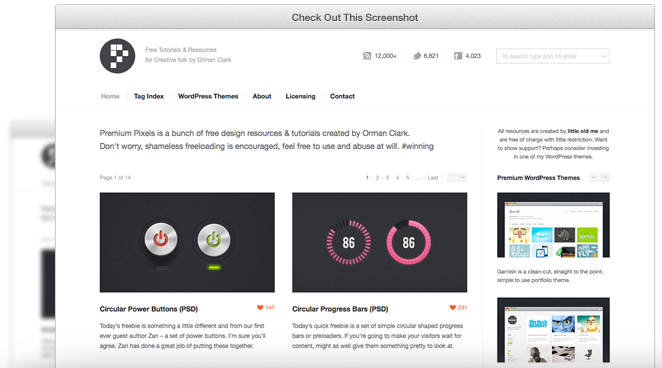 Check Out This Screenshot
Free Tutorials & Resources
for Creative folk by Orman Clark
12,000+
6,821
4,023
To search type and hit enter
Home
Tag Index
WordPress Themes
About
Licensing
Contact
Premium Pixels is a bunch of free design resources & tutorials created by Orman Clark.
Don't worry, shameless freeloading is encouraged, feel free to use and abuse at will. #winning
All resources are created by little old me and
are free of charge with little restriction. Want
to show support? Perhaps consider investing
in one of my WordPress themes.
Page 1 of 14
1 2 3 4 5 ... Last
Premium WordPress Themes
86
86
Garnish is a clean-cut, straight to the point,
simple to use portfolio theme.
Circular Power Buttons (PSD)
147
Today's freebie is something a little different and from our first
ever guest author Zan – a set of power buttons. I'm sure you'll
agree, Zan has done a great job of putting these together.
Circular Progress Bars (PSD)
201
Today's quick freebie is a set of simple circular shaped progress
bars or preloaders. If you're going to make your visitors wait for
content, might as well give them something pretty to look at.